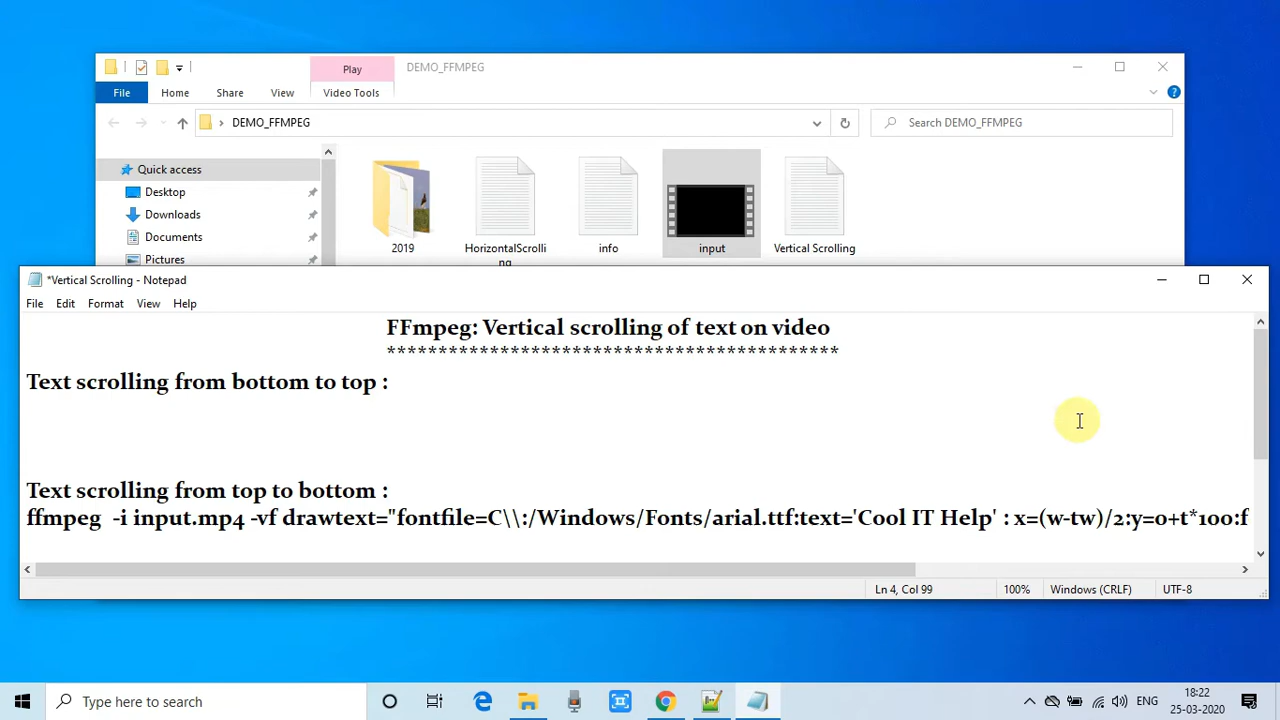 Play
DEMO_FFMPEG
File
Home
Share
View
Video Tools
DEMO_FFMPEG
Search DEMO_FFMPEG
Quick access
Desktop
Downloads
Documents
Pictures
2019
HorizontalScrolli
ng
info
input
Vertical Scrolling
*Vertical Scrolling - Notepad
File
Edit
Format
View
Help
FFmpeg: Vertical scrolling of text on video
********************************************
Text scrolling from bottom to top :
Text scrolling from top to bottom :
ffmpeg  -i input.mp4 -vf drawtext="fontfile=C\\:/Windows/Fonts/arial.ttf:text='Cool IT Help' : x=(w-tw)/2:y=0+t*100:f
Ln 4, Col 99
100%
Windows (CRLF)
UTF-8
Type here to search
ENG
18:22
25-03-2020